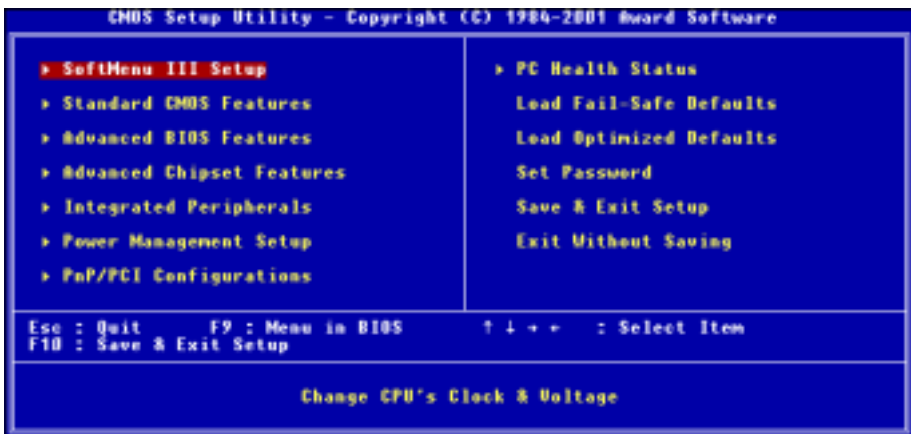 CMOS Setup Utility - Copyright (C) 1984-2001 Award Software
▸ SoftMenu III Setup
▸ Standard CMOS Features
▸ Advanced BIOS Features
▸ Advanced Chipset Features
▸ Integrated Peripherals
▸ Power Management Setup
▸ PnP/PCI Configurations
▸ PC Health Status
Load Fail-Safe Defaults
Load Optimized Defaults
Set Password
Save & Exit Setup
Exit Without Saving
Esc : Quit F9 : Menu in BIOS ↑ ↓ → ← : Select Item
F10 : Save & Exit Setup
Change CPU's Clock & Voltage